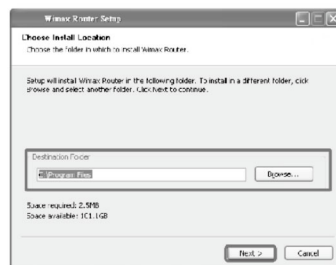 Wimax Router Setup
Choose Install Location
Choose the folder in which to install Wimax Router.
Setup will install Wimax Router in the following folder. To install in a different folder, click
Browse and select another folder. Click Next to continue.
Destination Folder
C:\Program Files
Browse...
Space required: 2.5MB
Space available: 101.1GB
Next >
Cancel